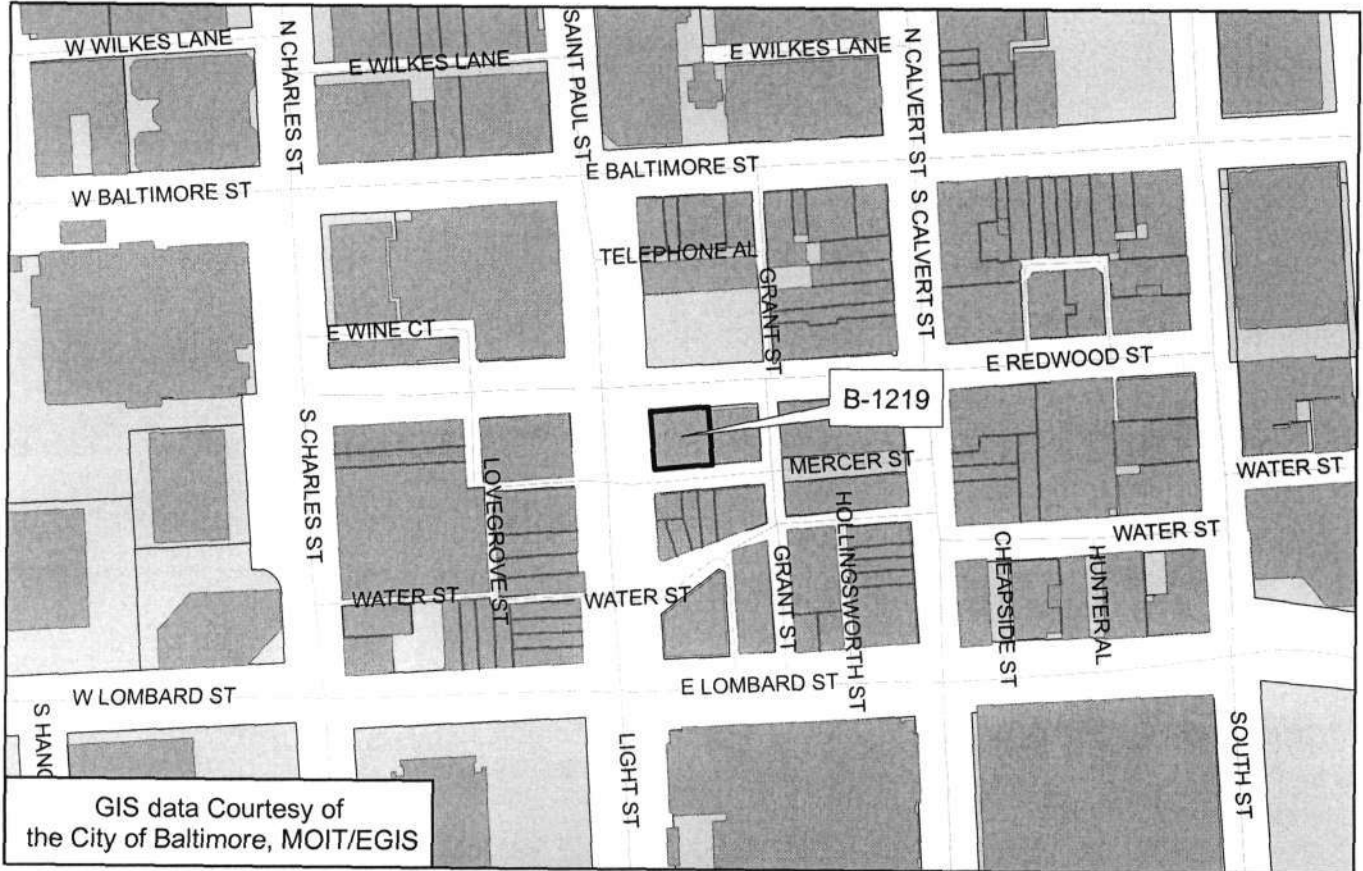 W WILKES LANE
N CHARLES ST
E WILKES LANE
SAINT PAUL ST
E WILKES LANE
N CALVERT ST
W BALTIMORE ST
E BALTIMORE ST
S CALVERT ST
TELEPHONE AL
GRANT ST
E WINE CT
E REDWOOD ST
B-1219
S CHARLES ST
LOVEGROVE ST
MERCER ST
WATER ST
HOLLINGSWORTH ST
WATER ST
CHEAPSIDE ST
HUNTER AL
WATER ST
WATER ST
GRANT ST
W LOMBARD ST
E LOMBARD ST
S HANC
LIGHT ST
SOUTH ST
GIS data Courtesy of
the City of Baltimore, MOIT/EGIS